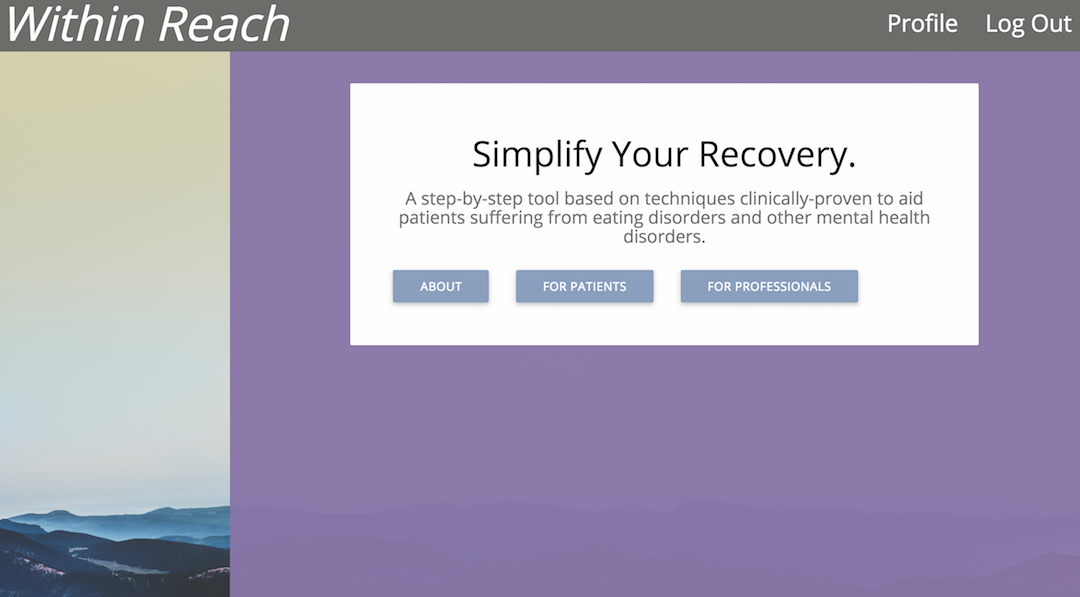 Within Reach
Profile Log Out
Simplify Your Recovery.
A step-by-step tool based on techniques clinically-proven to aid
patients suffering from eating disorders and other mental health
disorders.
ABOUT FOR PATIENTS FOR PROFESSIONALS